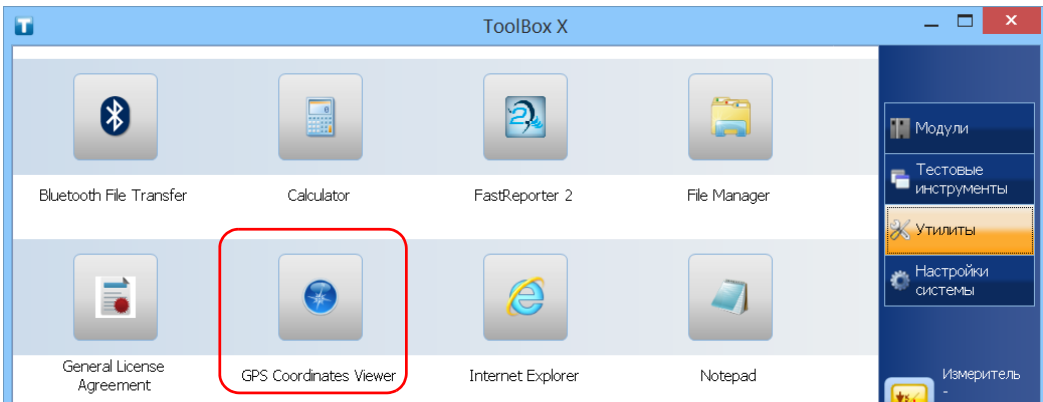 ToolBox X
Bluetooth File Transfer
Calculator
FastReporter 2
File Manager
General License
Agreement
GPS Coordinates Viewer
Internet Explorer
Notepad
Модули
Тестовые
инструменты
Утилиты
Настройки
системы
Измеритель
-